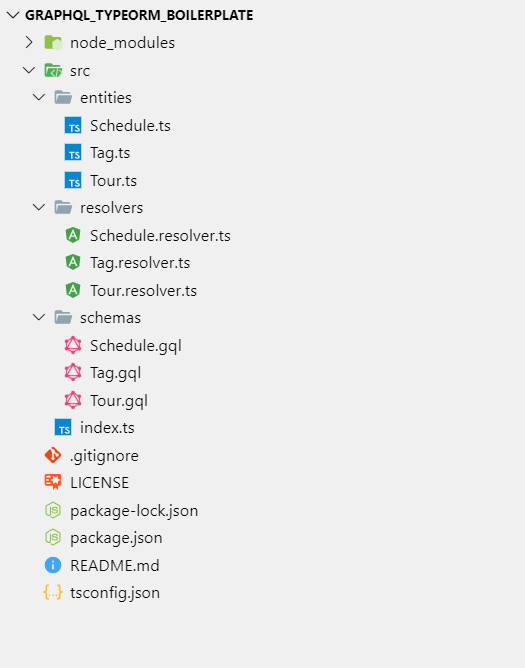 GRAPHQL_TYPEORM_BOILERPLATE
node_modules
src
entities
TS Schedule.ts
TS Tag.ts
TS Tour.ts
resolvers
Schedule.resolver.ts
Tag.resolver.ts
Tour.resolver.ts
schemas
Schedule.gql
Tag.gql
Tour.gql
TS index.ts
.gitignore
LICENSE
package-lock.json
package.json
README.md
tsconfig.json